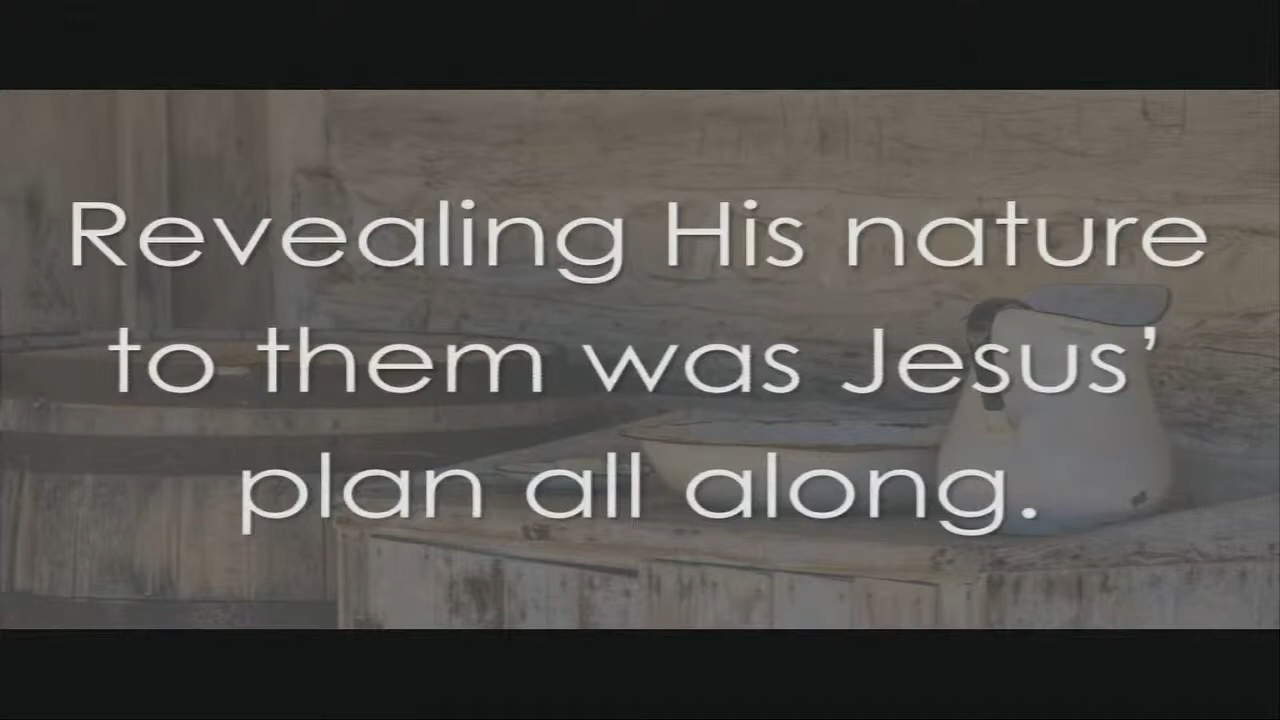 Revealing His nature
to them was Jesus’
plan all along.